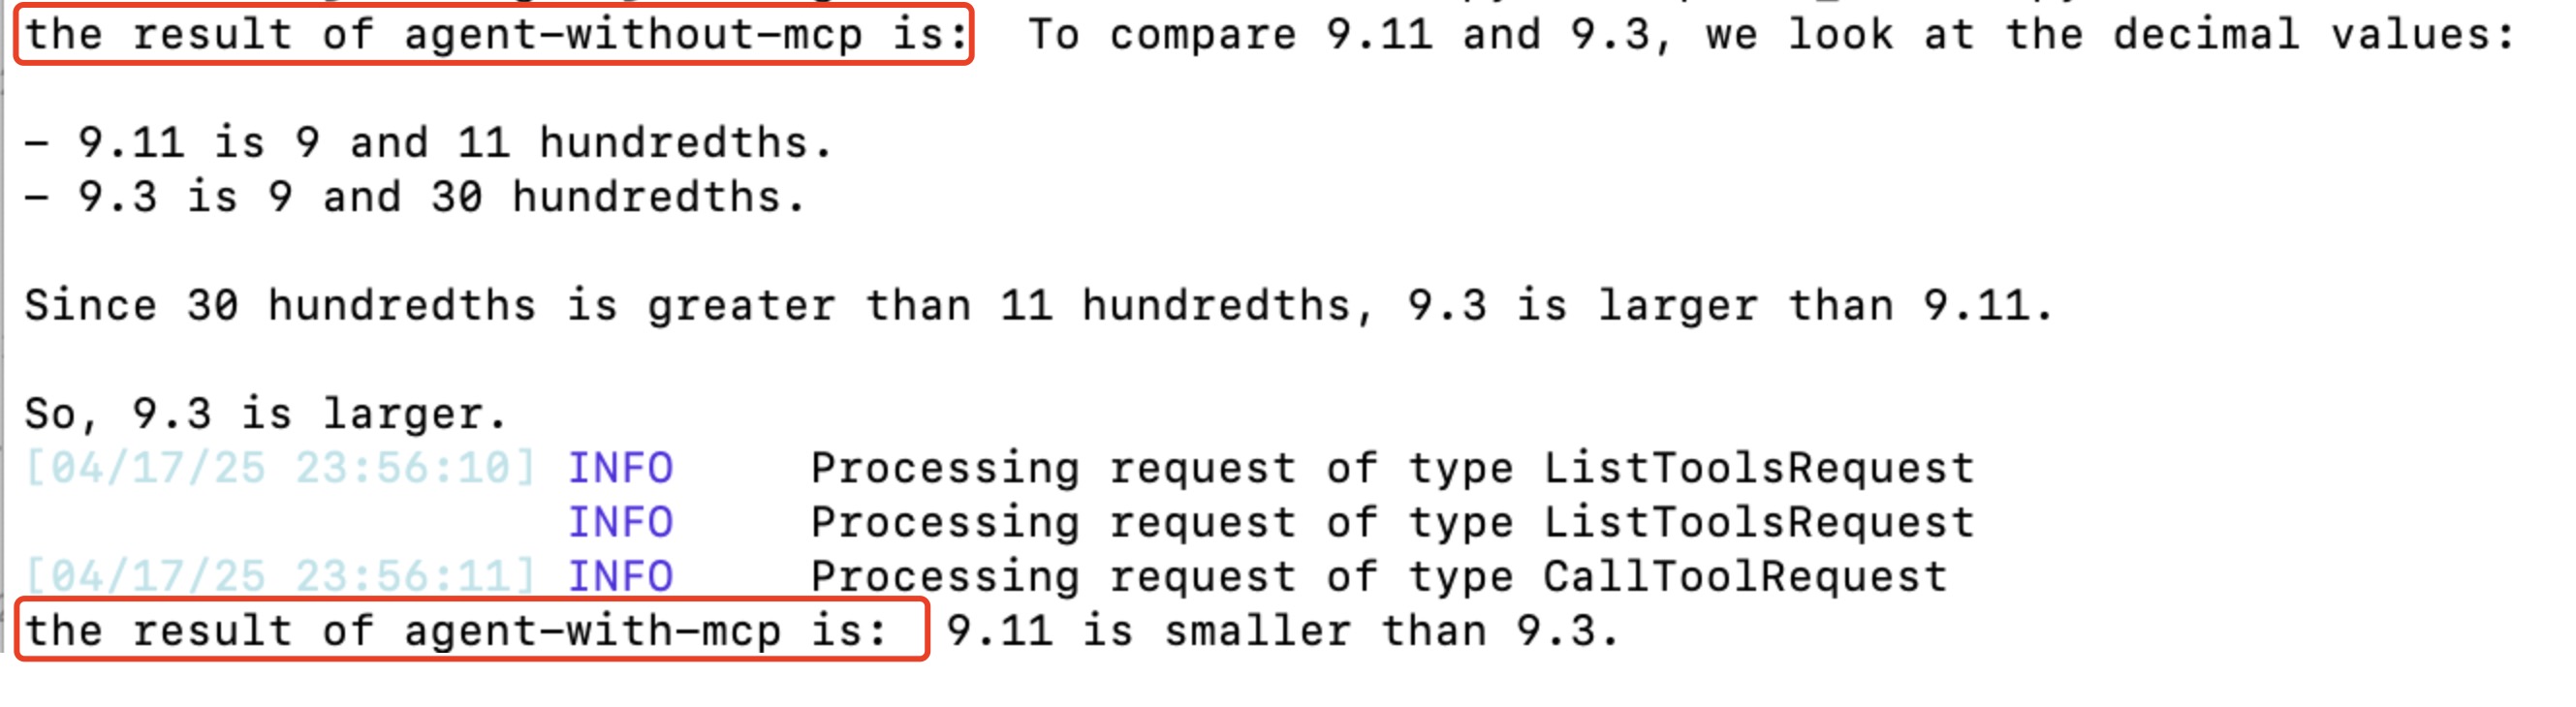 the result of agent-without-mcp is:  To compare 9.11 and 9.3, we look at the decimal values:
- 9.11 is 9 and 11 hundredths.
- 9.3 is 9 and 30 hundredths.
Since 30 hundredths is greater than 11 hundredths, 9.3 is larger than 9.11.
So, 9.3 is larger.
[04/17/25 23:56:10] INFO     Processing request of type ListToolsRequest
INFO     Processing request of type ListToolsRequest
[04/17/25 23:56:11] INFO     Processing request of type CallToolRequest
the result of agent-with-mcp is:  9.11 is smaller than 9.3.